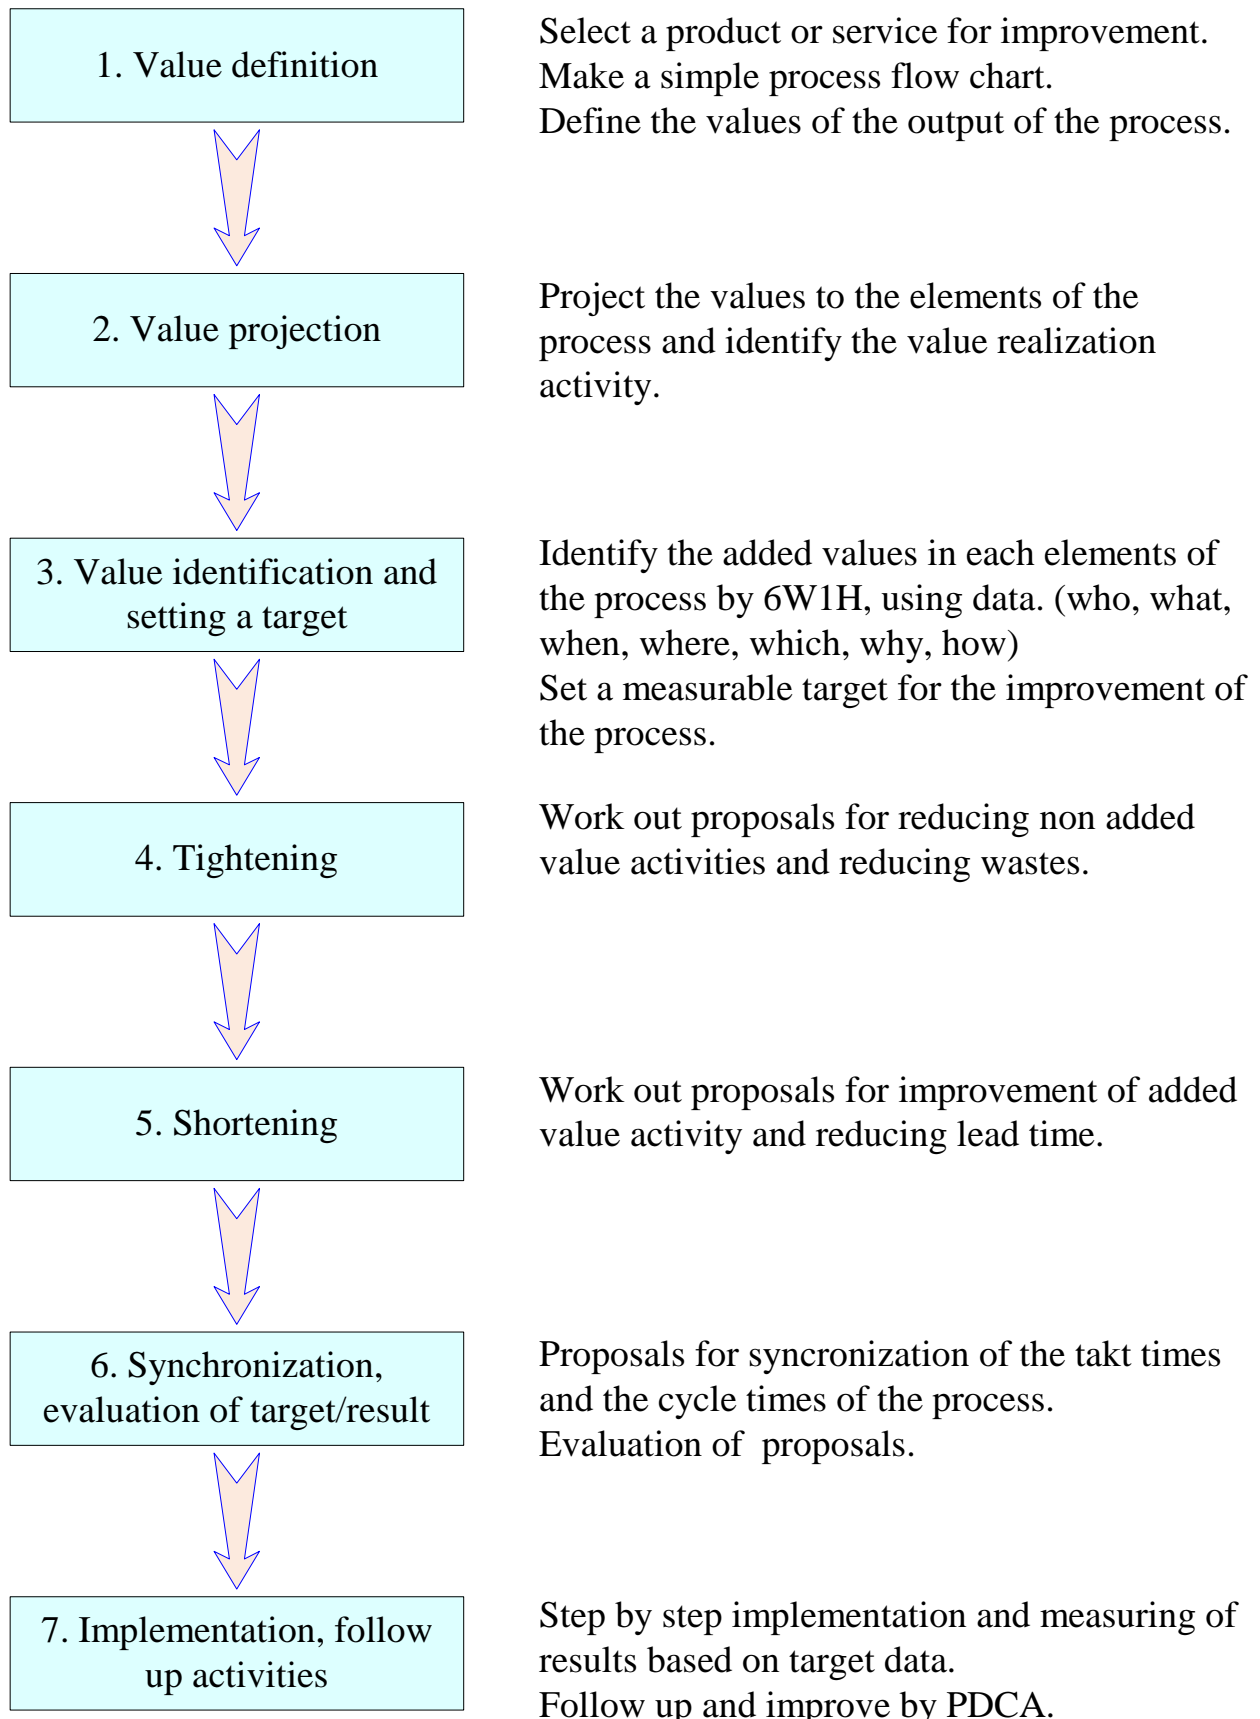 1. Value definition
Select a product or service for improvement.
Make a simple process flow chart.
Define the values of the output of the process.
2. Value projection
Project the values to the elements of the
process and identify the value realization
activity.
3. Value identification and
setting a target
Identify the added values in each elements of
the process by 6W1H, using data. (who, what,
when, where, which, why, how)
Set a measurable target for the improvement of
the process.
4. Tightening
Work out proposals for reducing non added
value activities and reducing wastes.
5. Shortening
Work out proposals for improvement of added
value activity and reducing lead time.
6. Synchronization,
evaluation of target/result
Proposals for syncronization of the takt times
and the cycle times of the process.
Evaluation of  proposals.
7. Implementation, follow
up activities
Step by step implementation and measuring of
results based on target data.
Follow up and improve by PDCA.